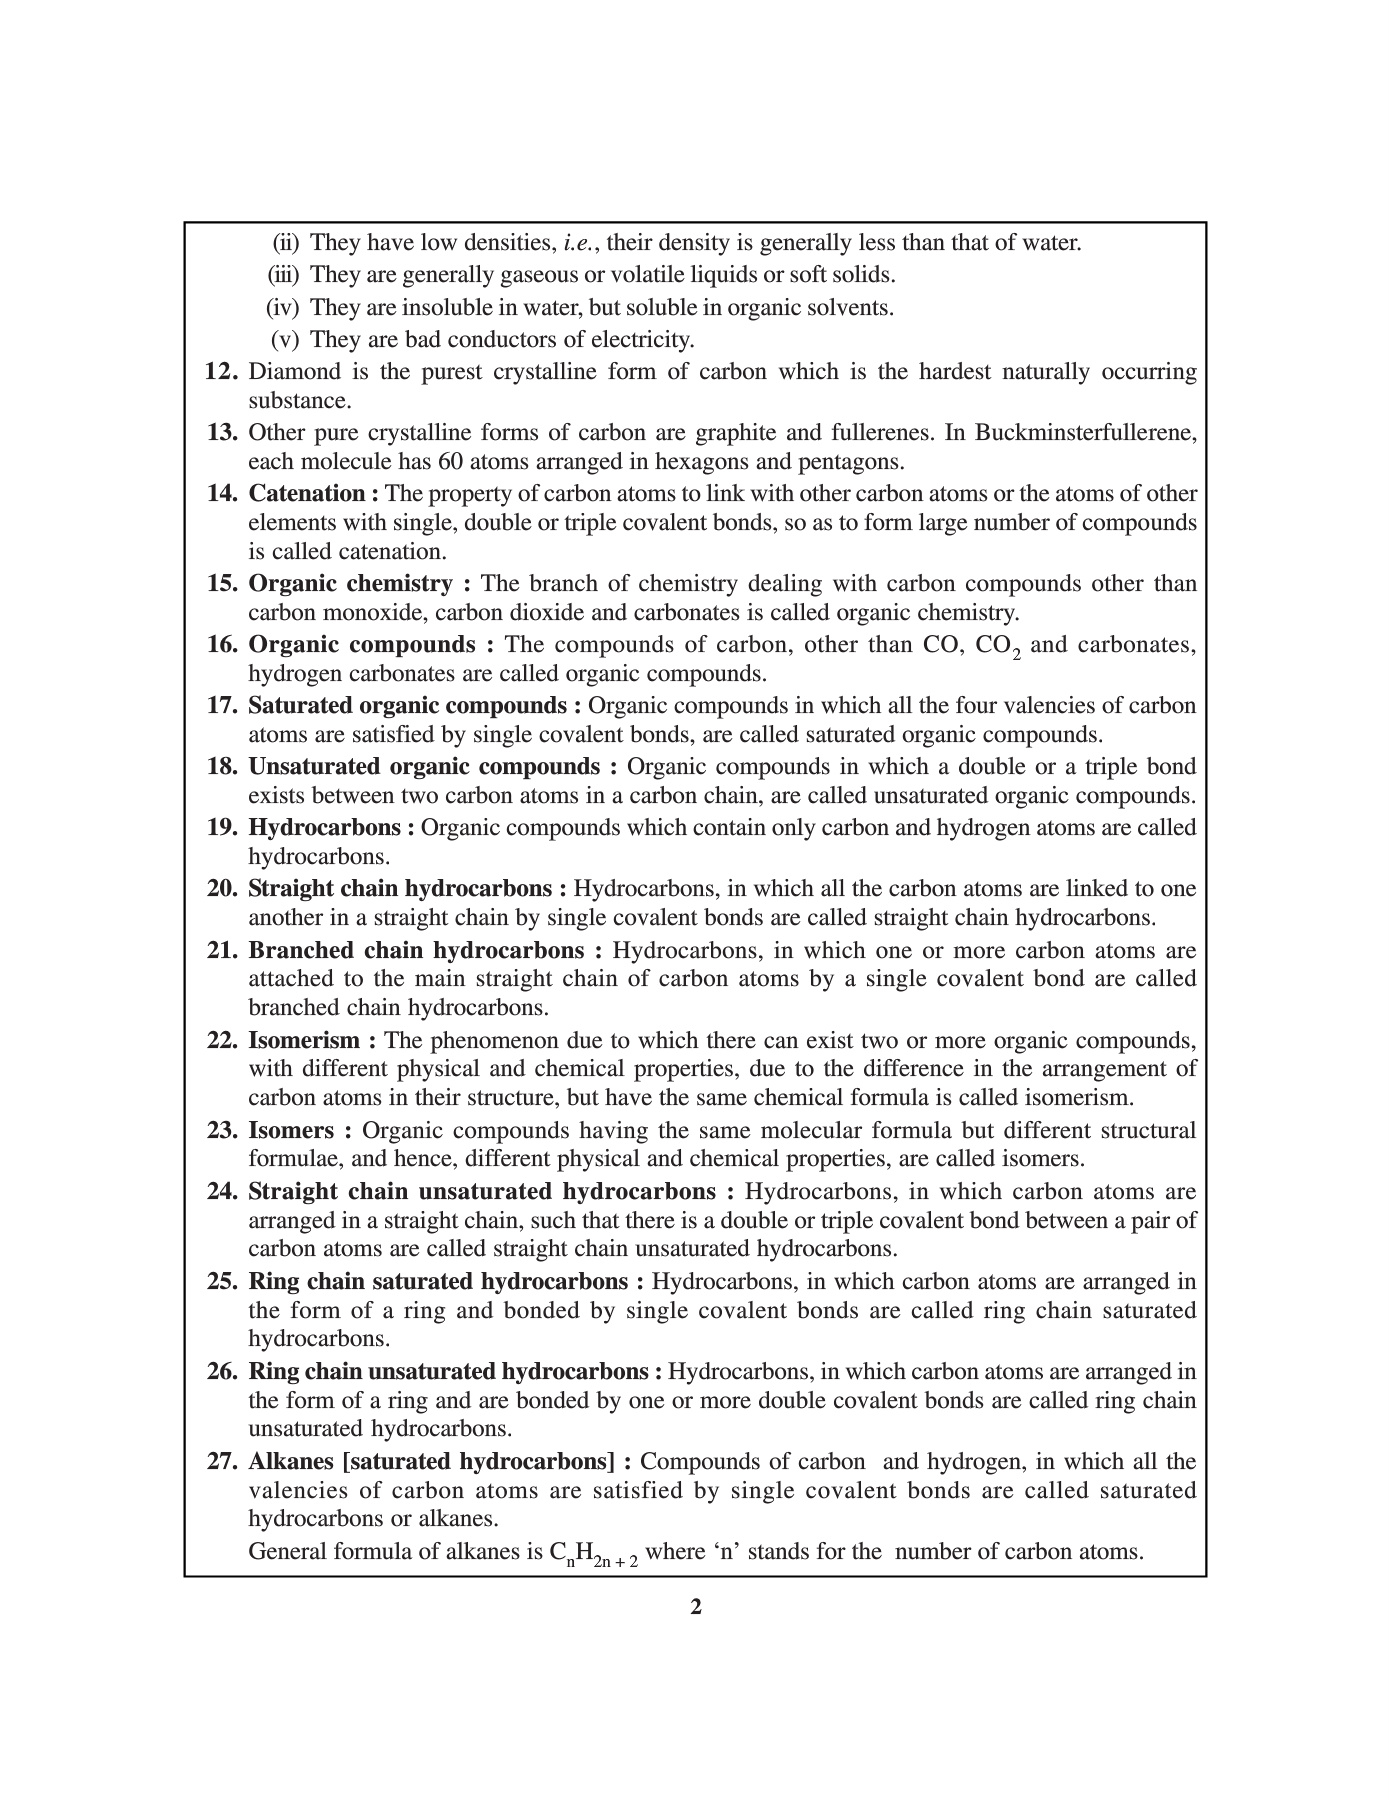 (ii) They have low densities, i.e., their density is generally less than that of water.
(iii) They are generally gaseous or volatile liquids or soft solids.
(iv) They are insoluble in water, but soluble in organic solvents.
(v) They are bad conductors of electricity.
12. Diamond is the purest crystalline form of carbon which is the hardest naturally occurring
substance.
13. Other pure crystalline forms of carbon are graphite and fullerenes. In Buckminsterfullerene,
each molecule has 60 atoms arranged in hexagons and pentagons.
14. Catenation : The property of carbon atoms to link with other carbon atoms or the atoms of other
elements with single, double or triple covalent bonds, so as to form large number of compounds
is called catenation.
15. Organic chemistry : The branch of chemistry dealing with carbon compounds other than
carbon monoxide, carbon dioxide and carbonates is called organic chemistry.
16. Organic compounds : The compounds of carbon, other than CO, CO₂ and carbonates,
hydrogen carbonates are called organic compounds.
17. Saturated organic compounds : Organic compounds in which all the four valencies of carbon
atoms are satisfied by single covalent bonds, are called saturated organic compounds.
18. Unsaturated organic compounds : Organic compounds in which a double or a triple bond
exists between two carbon atoms in a carbon chain, are called unsaturated organic compounds.
19. Hydrocarbons : Organic compounds which contain only carbon and hydrogen atoms are called
hydrocarbons.
20. Straight chain hydrocarbons : Hydrocarbons, in which all the carbon atoms are linked to one
another in a straight chain by single covalent bonds are called straight chain hydrocarbons.
21. Branched chain hydrocarbons : Hydrocarbons, in which one or more carbon atoms are
attached to the main straight chain of carbon atoms by a single covalent bond are called
branched chain hydrocarbons.
22. Isomerism : The phenomenon due to which there can exist two or more organic compounds,
with different physical and chemical properties, due to the difference in the arrangement of
carbon atoms in their structure, but have the same chemical formula is called isomerism.
23. Isomers : Organic compounds having the same molecular formula but different structural
formulae, and hence, different physical and chemical properties, are called isomers.
24. Straight chain unsaturated hydrocarbons : Hydrocarbons, in which carbon atoms are
arranged in a straight chain, such that there is a double or triple covalent bond between a pair of
carbon atoms are called straight chain unsaturated hydrocarbons.
25. Ring chain saturated hydrocarbons : Hydrocarbons, in which carbon atoms are arranged in
the form of a ring and bonded by single covalent bonds are called ring chain saturated
hydrocarbons.
26. Ring chain unsaturated hydrocarbons : Hydrocarbons, in which carbon atoms are arranged in
the form of a ring and are bonded by one or more double covalent bonds are called ring chain
unsaturated hydrocarbons.
27. Alkanes [saturated hydrocarbons] : Compounds of carbon and hydrogen, in which all the
valencies of carbon atoms are satisfied by single covalent bonds are called saturated
hydrocarbons or alkanes.
General formula of alkanes is CₙH₂ₙ₊₂ where ‘n’ stands for the number of carbon atoms.
2